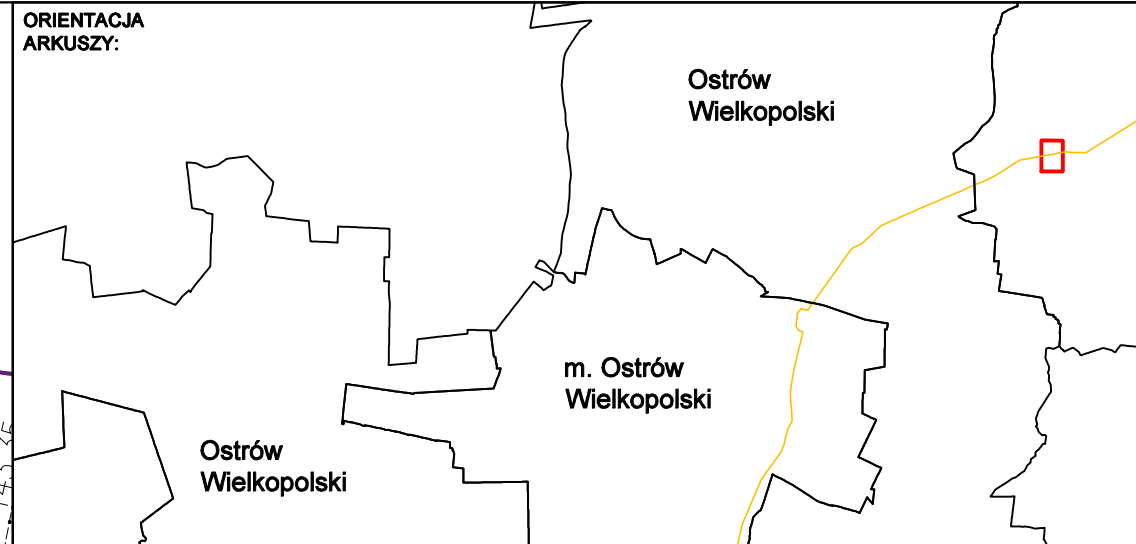 ORIENTACJA
ARKUSZY:
Ostrów
Wielkopolski
m. Ostrów
Wielkopolski
Ostrów
Wielkopolski